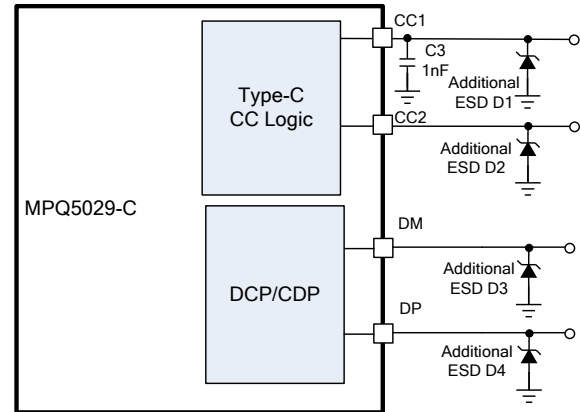 CC1
C3
1nF
Additional
ESD D1
Type-C
CC Logic
CC2
Additional
ESD D2
MPQ5029-C
DM
Additional
ESD D3
DCP/CDP
DP
Additional
ESD D4